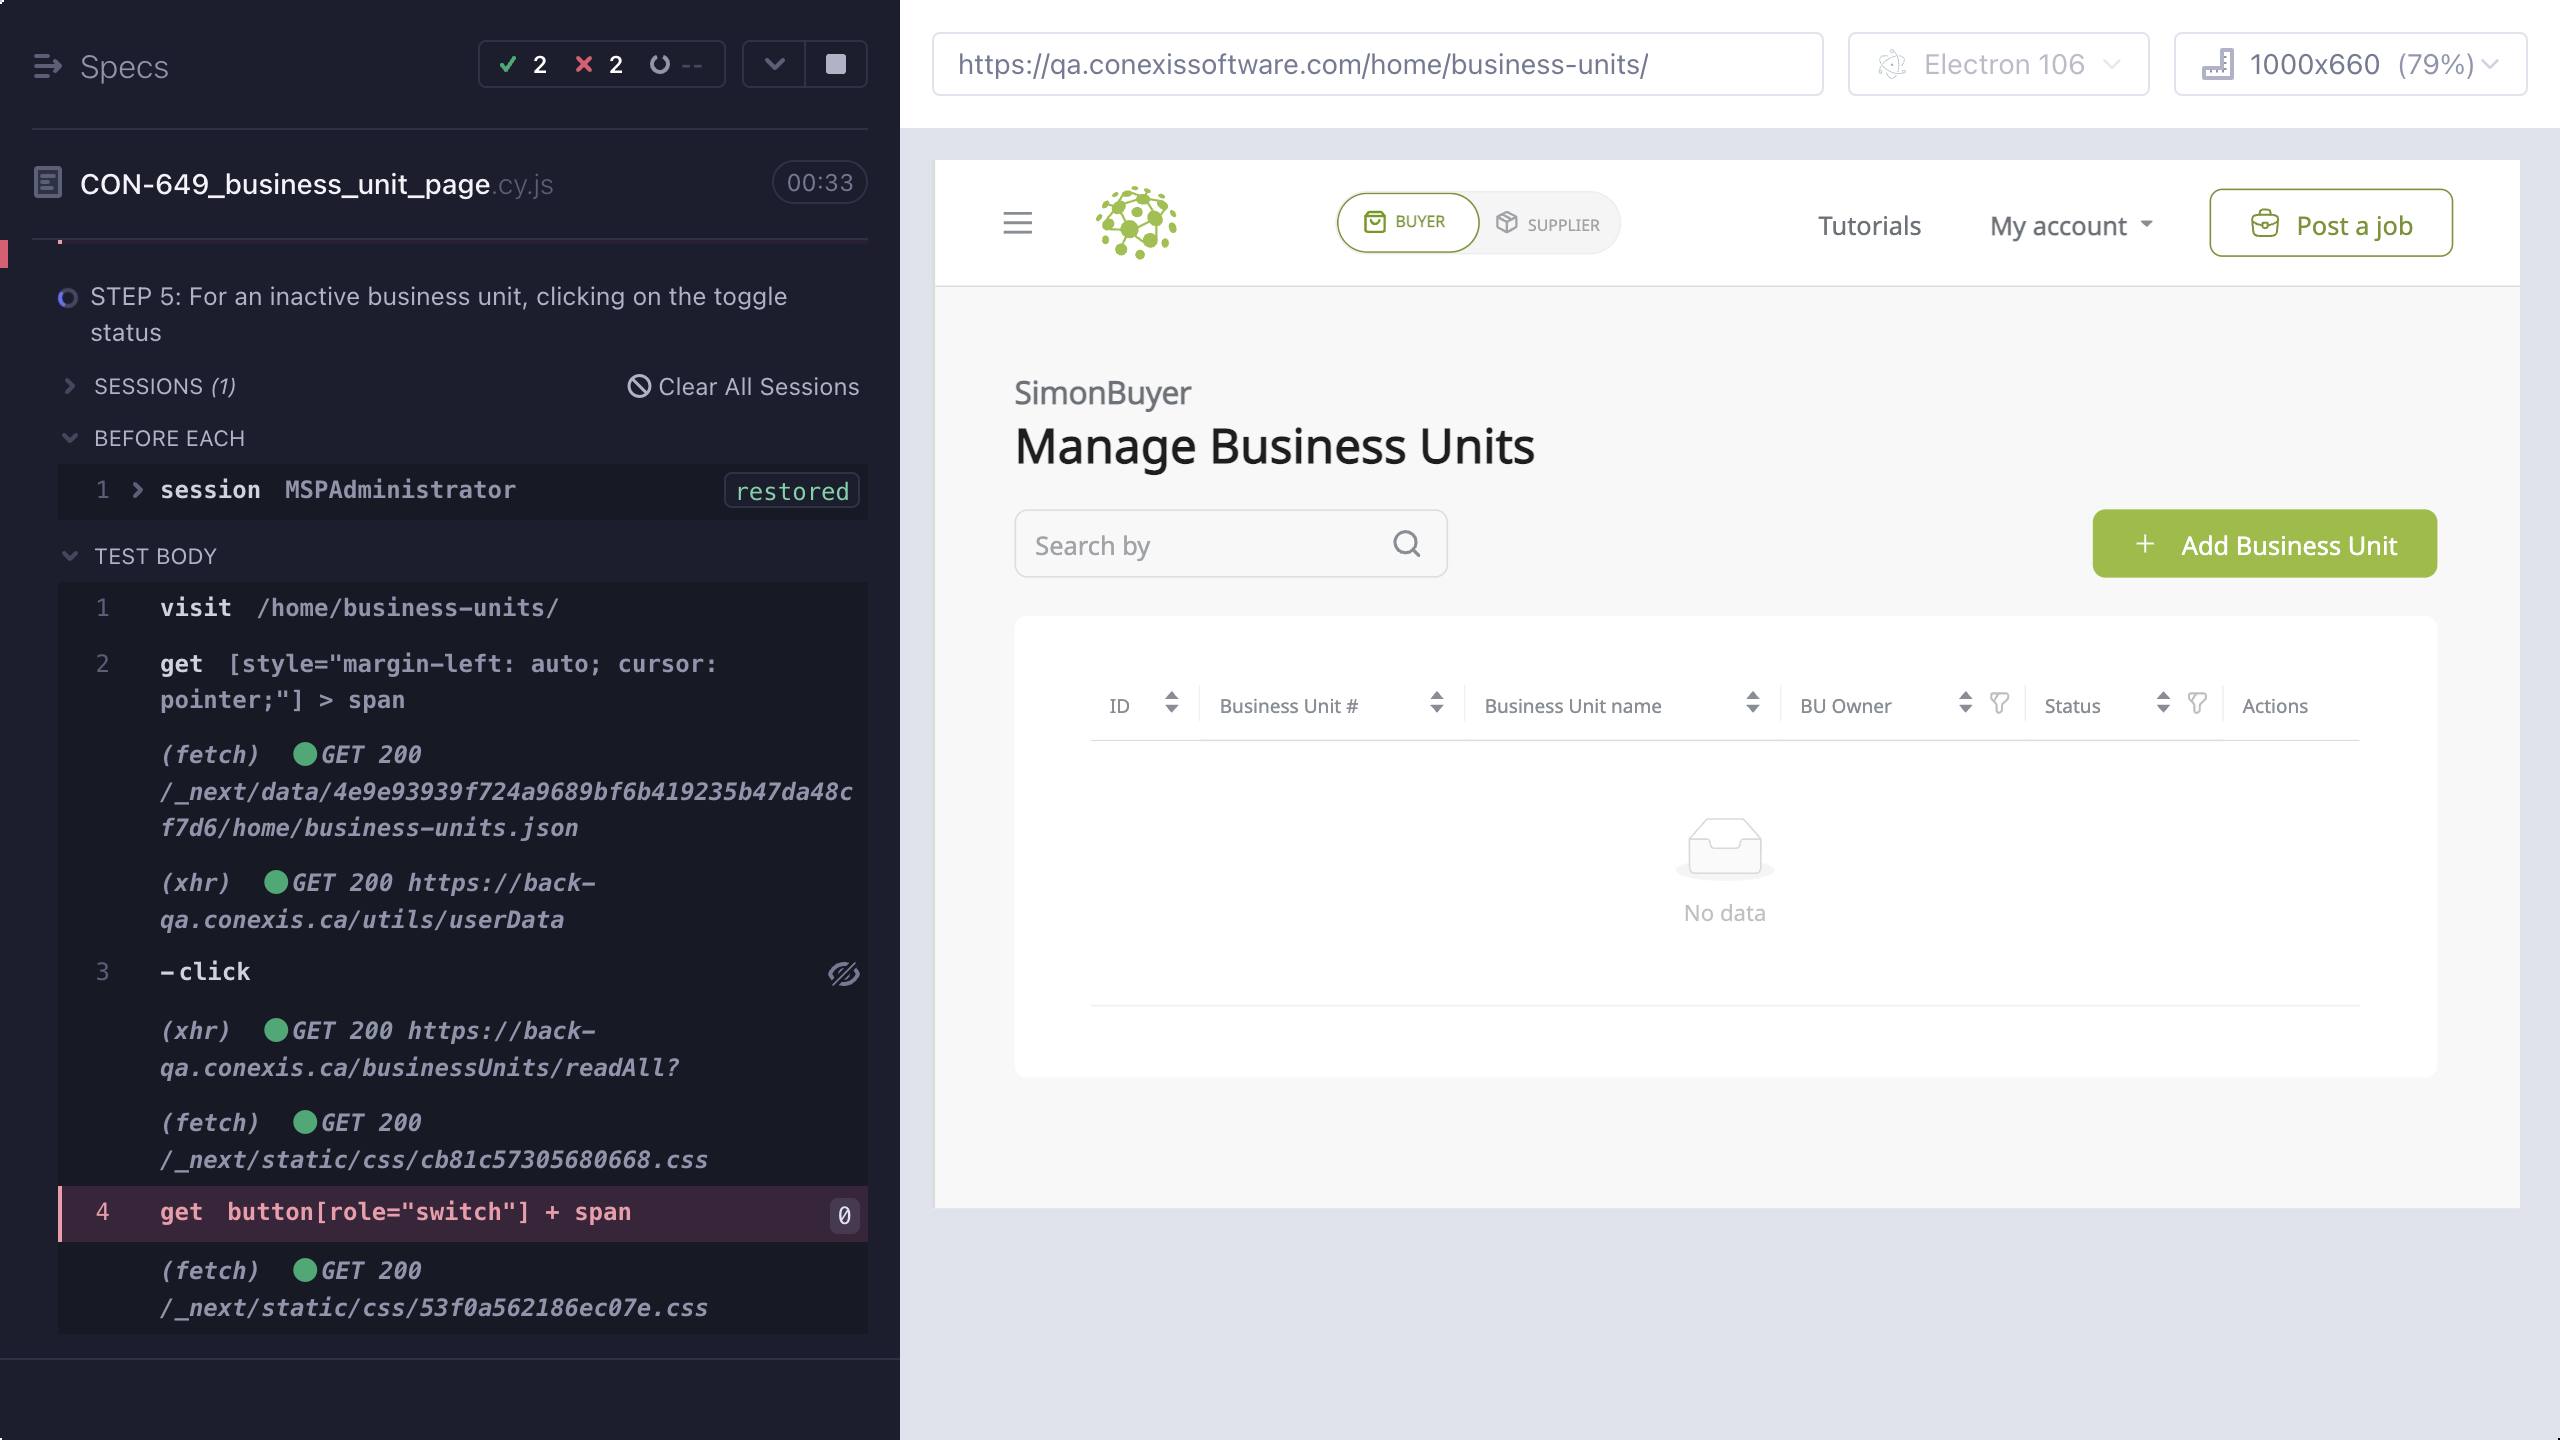 Specs
2 2 --
CON-649_business_unit_page.cy.js 00:33
STEP 5: For an inactive business unit, clicking on the toggle
status
SESSIONS (1) Clear All Sessions
BEFORE EACH
1 session MSPAdministrator restored
TEST BODY
1 visit /home/business-units/
2 get [style="margin-left: auto; cursor:
pointer;"] > span
(fetch) GET 200
/_next/data/4e9e93939f724a9689bf6b419235b47da48c
f7d6/home/business-units.json
(xhr) GET 200 https://back-
qa.conexis.ca/utils/userData
3 -click
(xhr) GET 200 https://back-
qa.conexis.ca/businessUnits/readAll?
(fetch) GET 200
/_next/static/css/cb81c57305680668.css
4 get button[role="switch"] + span 0
(fetch) GET 200
/_next/static/css/53f0a562186ec07e.css
https://qa.conexissoftware.com/home/business-units/
Electron 106
1000x660 (79%)
BUYER SUPPLIER Tutorials My account Post a job
SimonBuyer
Manage Business Units
Search by + Add Business Unit
ID Business Unit # Business Unit name BU Owner Status Actions
No data